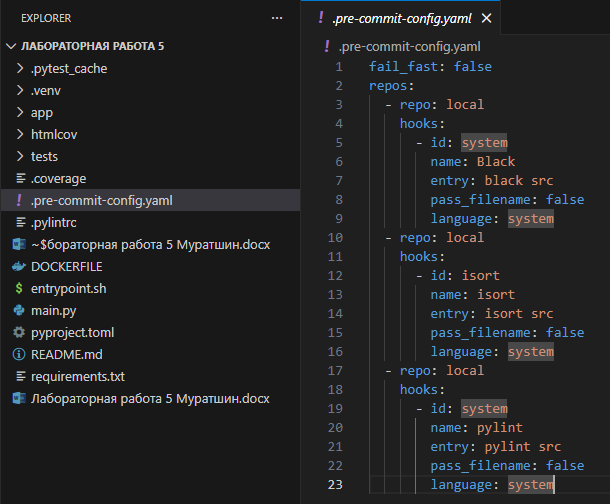 EXPLORER
ЛАБОРАТОРНАЯ РАБОТА 5
.pytest_cache
.venv
app
htmlcov
tests
.coverage
.pre-commit-config.yaml
.pylintrc
~$бораторная работа 5 Муратшин.docx
DOCKERFILE
entrypoint.sh
main.py
pyproject.toml
README.md
requirements.txt
Лабораторная работа 5 Муратшин.docx
.pre-commit-config.yaml
.pre-commit-config.yaml
1 fail_fast: false
2 repos:
3   - repo: local
4     hooks:
5       - id: system
6         name: Black
7         entry: black src
8         pass_filename: false
9         language: system
10   - repo: local
11     hooks:
12       - id: isort
13         name: isort
14         entry: isort src
15         pass_filename: false
16         language: system
17   - repo: local
18     hooks:
19       - id: system
20         name: pylint
21         entry: pylint src
22         pass_filename: false
23         language: system